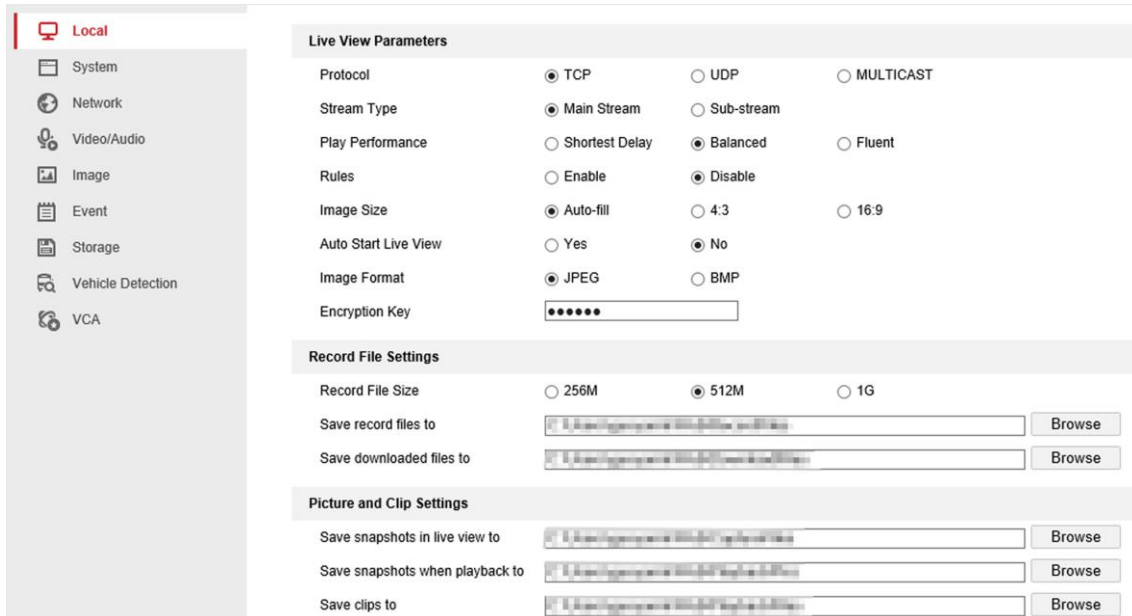 Local
System
Network
Video/Audio
Image
Event
Storage
Vehicle Detection
VCA
Live View Parameters
Protocol TCP UDP MULTICAST
Stream Type Main Stream Sub-stream
Play Performance Shortest Delay Balanced Fluent
Rules Enable Disable
Image Size Auto-fill 4:3 16:9
Auto Start Live View Yes No
Image Format JPEG BMP
Encryption Key
Record File Settings
Record File Size 256M 512M 1G
Save record files to Browse
Save downloaded files to Browse
Picture and Clip Settings
Save snapshots in live view to Browse
Save snapshots when playback to Browse
Save clips to Browse